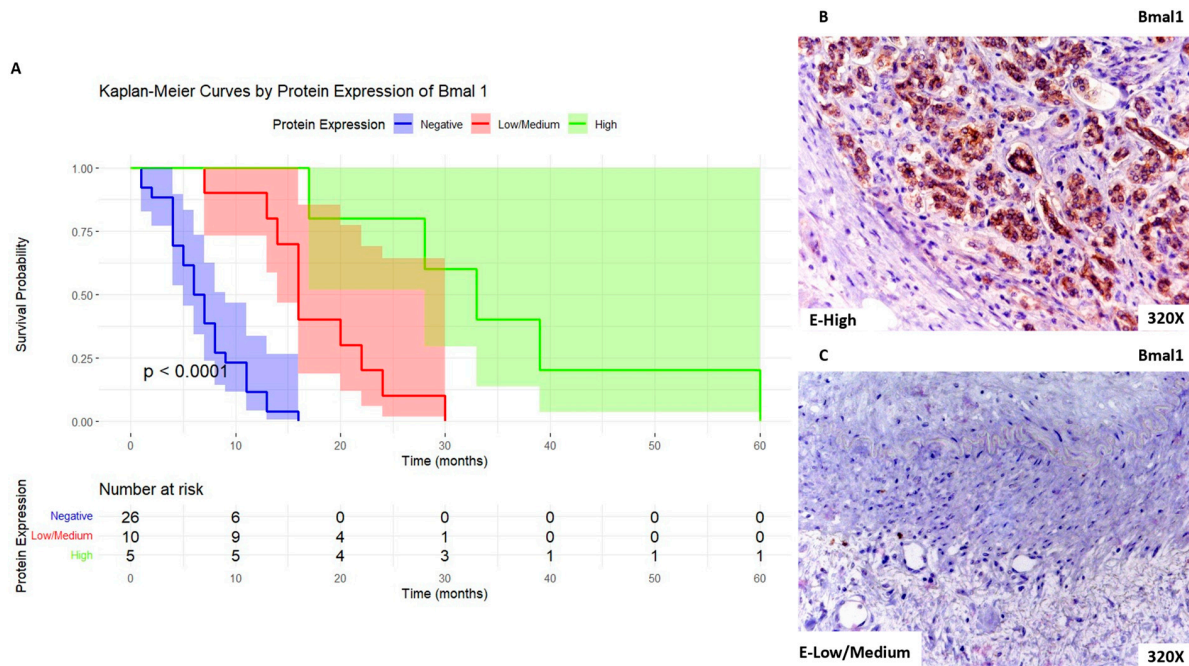 A
Kaplan-Meier Curves by Protein Expression of Bmal 1
Protein Expression Negative Low/Medium High
Survival Probability
1.00
0.75
0.50
0.25
0.00
p < 0.0001
0 10 20 30 40 50 60
Time (months)
Protein Expression
Number at risk
Negative 26 6 0 0 0 0 0
Low/Medium 10 9 4 1 0 0 0
High 5 5 4 3 1 1 1
0 10 20 30 40 50 60
Time (months)
B Bmal1
E-High 320X
C Bmal1
E-Low/Medium 320X